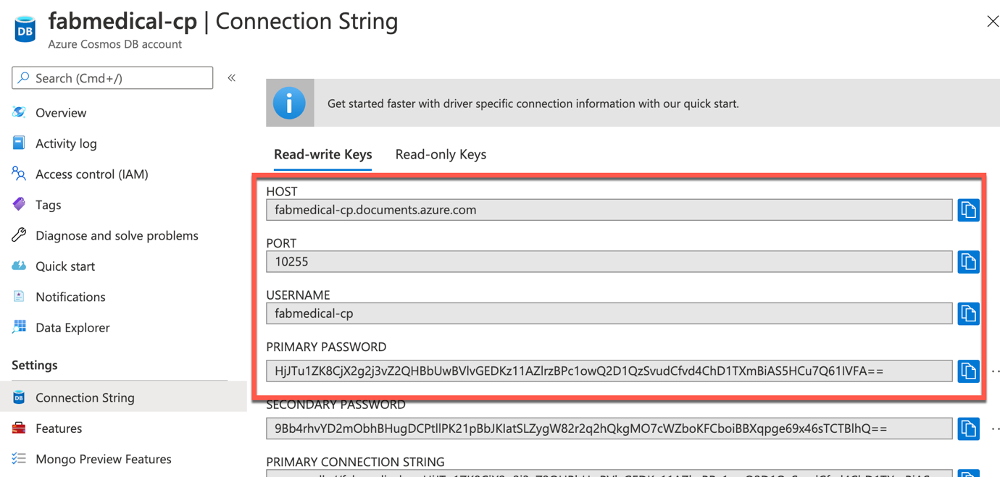 fabmedical-cp | Connection String
Azure Cosmos DB account
DB
Search (Cmd+/)
«
Overview
Activity log
Access control (IAM)
Tags
Diagnose and solve problems
Quick start
Notifications
Data Explorer
Settings
Connection String
Features
Mongo Preview Features
Get started faster with driver specific connection information with our quick start.
Read-write Keys Read-only Keys
HOST
fabmedical-cp.documents.azure.com
PORT
10255
USERNAME
fabmedical-cp
PRIMARY PASSWORD
HjJTu1ZK8CjX2g2j3vZ2QHBbUwBVlvGEDKz11AZlrzBPc1owQ2D1QzSvudCfvd4ChD1TXmBiAS5HCu7Q61IVFA==
SECONDARY PASSWORD
9Bb4rhvYD2mObhBHugDCPtllPK21pBbJKIatSLZygW82r2q2hQkgMO7cWZboKFCboiBBXqpge69x46sTCTBlhQ==
PRIMARY CONNECTION STRING